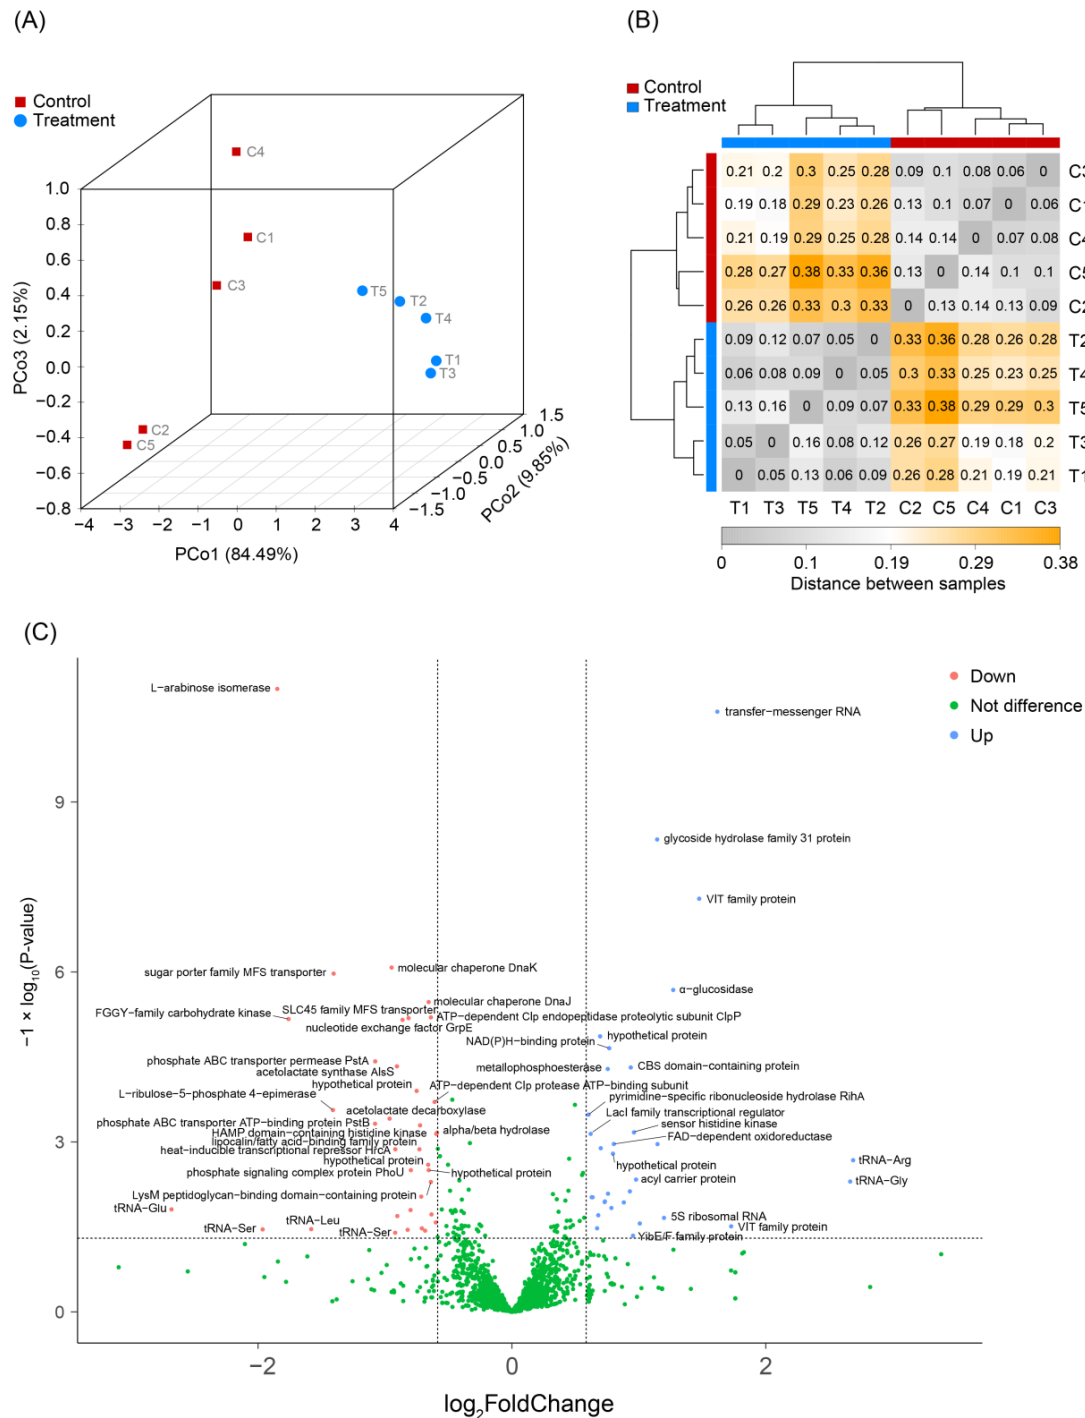 (A)
Control
Treatment
C4
C1
C3
T5
T2
T4
T1
T3
C2
C5
1.0
0.8
0.6
0.4
0.2
0.0
−0.2
−0.4
−0.6
−0.8
PCo3 (2.15%)
−4 −3 −2 −1 0 1 2 3 4
PCo1 (84.49%)
−1.5 −1.0 −0.5 0.0 0.5 1.0 1.5
PCo2 (9.85%)
(B)
Control
Treatment
0.21 0.2 0.3 0.25 0.28 0.09 0.1 0.08 0.06 0 C3
0.19 0.18 0.29 0.23 0.26 0.13 0.1 0.07 0 0.06 C1
0.21 0.19 0.29 0.25 0.28 0.14 0.14 0 0.07 0.08 C4
0.28 0.27 0.38 0.33 0.36 0.13 0 0.14 0.1 0.1 C5
0.26 0.26 0.33 0.3 0.33 0 0.13 0.14 0.13 0.09 C2
0.09 0.12 0.07 0.05 0 0.33 0.36 0.28 0.26 0.28 T2
0.06 0.08 0.09 0 0.05 0.3 0.33 0.25 0.23 0.25 T4
0.13 0.16 0 0.09 0.07 0.33 0.38 0.29 0.29 0.3 T5
0.05 0 0.16 0.08 0.12 0.26 0.27 0.19 0.18 0.2 T3
0 0.05 0.13 0.06 0.09 0.26 0.28 0.21 0.19 0.21 T1
T1 T3 T5 T4 T2 C2 C5 C4 C1 C3
0 0.1 0.19 0.29 0.38
Distance between samples
(C)
Down
Not difference
Up
L−arabinose isomerase
transfer−messenger RNA
glycoside hydrolase family 31 protein
VIT family protein
sugar porter family MFS transporter
molecular chaperone DnaK
α−glucosidase
molecular chaperone DnaJ
SLC45 family MFS transporter
FGGY−family carbohydrate kinase
ATP−dependent Clp endopeptidase proteolytic subunit ClpP
nucleotide exchange factor GrpE
hypothetical protein
NAD(P)H−binding protein
phosphate ABC transporter permease PstA
acetolactate synthase AlsS
metallophosphoesterase
CBS domain−containing protein
hypothetical protein
ATP−dependent Clp protease ATP−binding subunit
L−ribulose−5−phosphate 4−epimerase
pyrimidine−specific ribonucleoside hydrolase RihA
acetolactate decarboxylase
LacI family transcriptional regulator
phosphate ABC transporter ATP−binding protein PstB
sensor histidine kinase
HAMP domain−containing histidine kinase
alpha/beta hydrolase
FAD−dependent oxidoreductase
lipocalin/fatty acid−binding family protein
heat−inducible transcriptional repressor HrcA
hypothetical protein
hypothetical protein
tRNA−Arg
phosphate signaling complex protein PhoU
hypothetical protein
acyl carrier protein
tRNA−Gly
LysM peptidoglycan−binding domain−containing protein
tRNA−Glu
tRNA−Ser
tRNA−Leu
tRNA−Ser
5S ribosomal RNA
VIT family protein
YibE/F family protein
9
6
3
0
−1 × log10(P-value)
−2 0 2
log2FoldChange